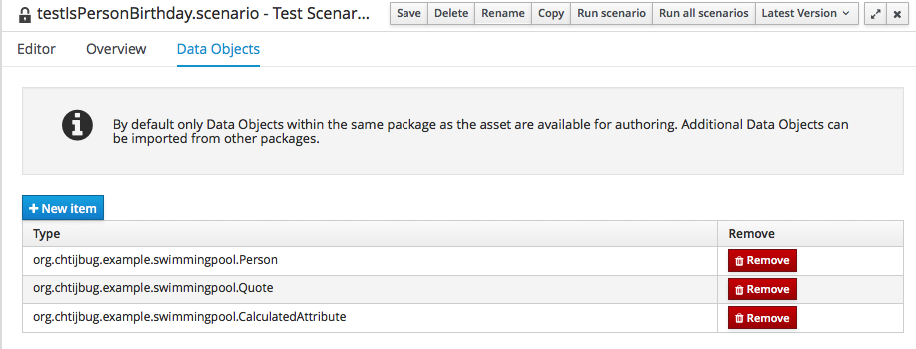 testIsPersonBirthday.scenario - Test Scenar...
Save Delete Rename Copy Run scenario Run all scenarios Latest Version
Editor Overview Data Objects
By default only Data Objects within the same package as the asset are available for authoring. Additional Data Objects can
be imported from other packages.
+ New item
Type Remove
org.chtijbug.example.swimmingpool.Person Remove
org.chtijbug.example.swimmingpool.Quote Remove
org.chtijbug.example.swimmingpool.CalculatedAttribute Remove